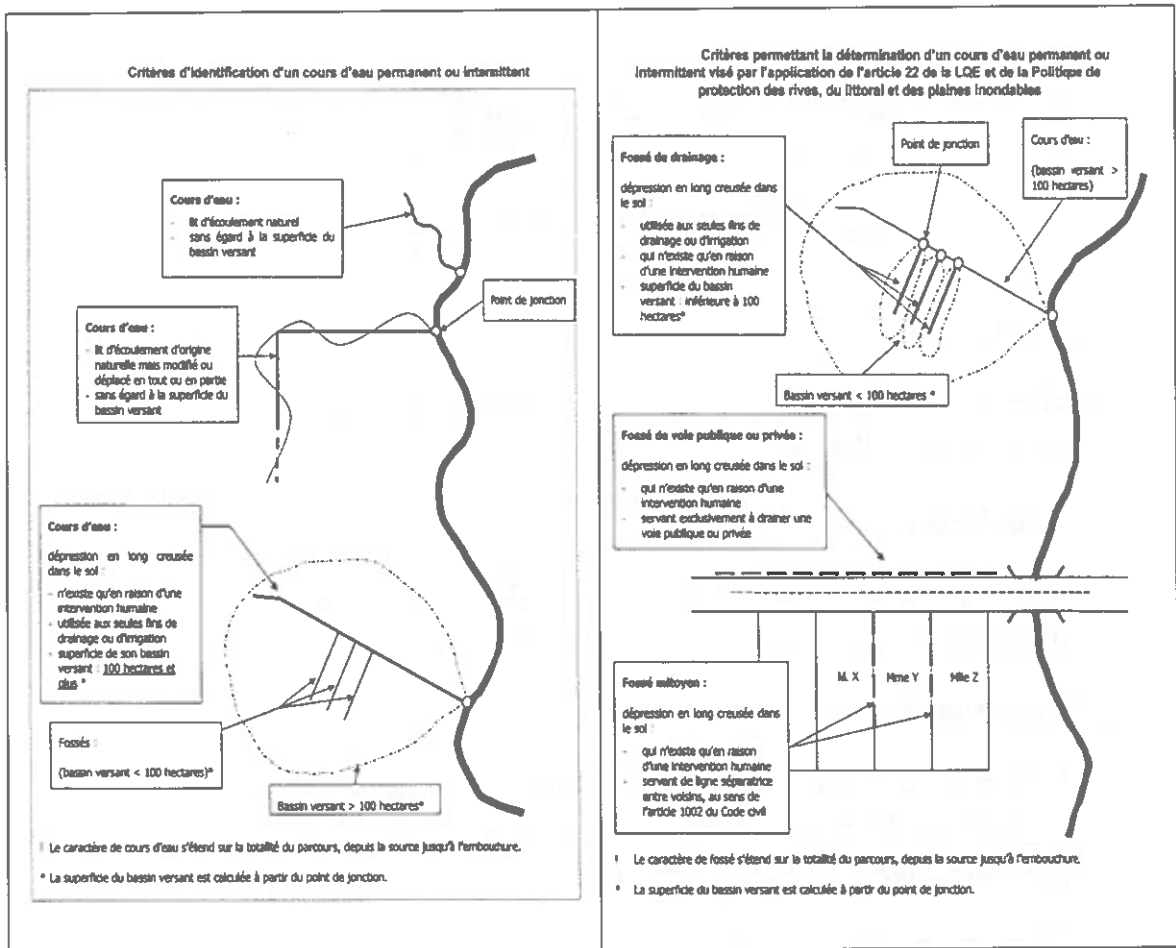 Critères d'identification d'un cours d'eau permanent ou intermittent
Cours d'eau :
- lit d'écoulement naturel
- sans égard à la superficie du
bassin versant
Point de jonction
Cours d'eau :
- lit d'écoulement d'origine
naturelle mais modifié ou
déplacé en tout ou en partie
- sans égard à la superficie du
bassin versant
Cours d'eau :
dépression en long creusée
dans le sol :
- n'existe qu'en raison d'une
intervention humaine
- utilisée aux seules fins de
drainage ou d'irrigation
- superficie de son bassin
versant : 100 hectares et
plus *
Fossés :
(bassin versant < 100 hectares)*
Bassin versant > 100 hectares*
! Le caractère de cours d'eau s'étend sur la totalité du parcours, depuis la source jusqu'à l'embouchure.
* La superficie du bassin versant est calculée à partir du point de jonction.
Critères permettant la détermination d'un cours d'eau permanent ou
intermittent visé par l'application de l'article 22 de la LQE et de la Politique de
protection des rives, du littoral et des plaines inondables
Fossé de drainage :
dépression en long creusée dans
le sol :
- utilisée aux seules fins de
drainage ou d'irrigation
- qui n'existe qu'en raison
d'une intervention humaine
- superficie du bassin
versant : inférieure à 100
hectares*
Point de jonction
Cours d'eau :
(bassin versant >
100 hectares)
Bassin versant < 100 hectares *
Fossé de voie publique ou privée :
dépression en long creusée dans le sol :
- qui n'existe qu'en raison d'une
intervention humaine
- servant exclusivement à drainer une
voie publique ou privée
M. X
Mme Y
Mlle Z
Fossé mitoyen :
dépression en long creusée dans
le sol :
- qui n'existe qu'en raison
d'une intervention humaine
- servant de ligne séparatrice
entre voisins, au sens de
l'article 1002 du Code civil
! Le caractère de fossé s'étend sur la totalité du parcours, depuis la source jusqu'à l'embouchure.
* La superficie du bassin versant est calculée à partir du point de jonction.